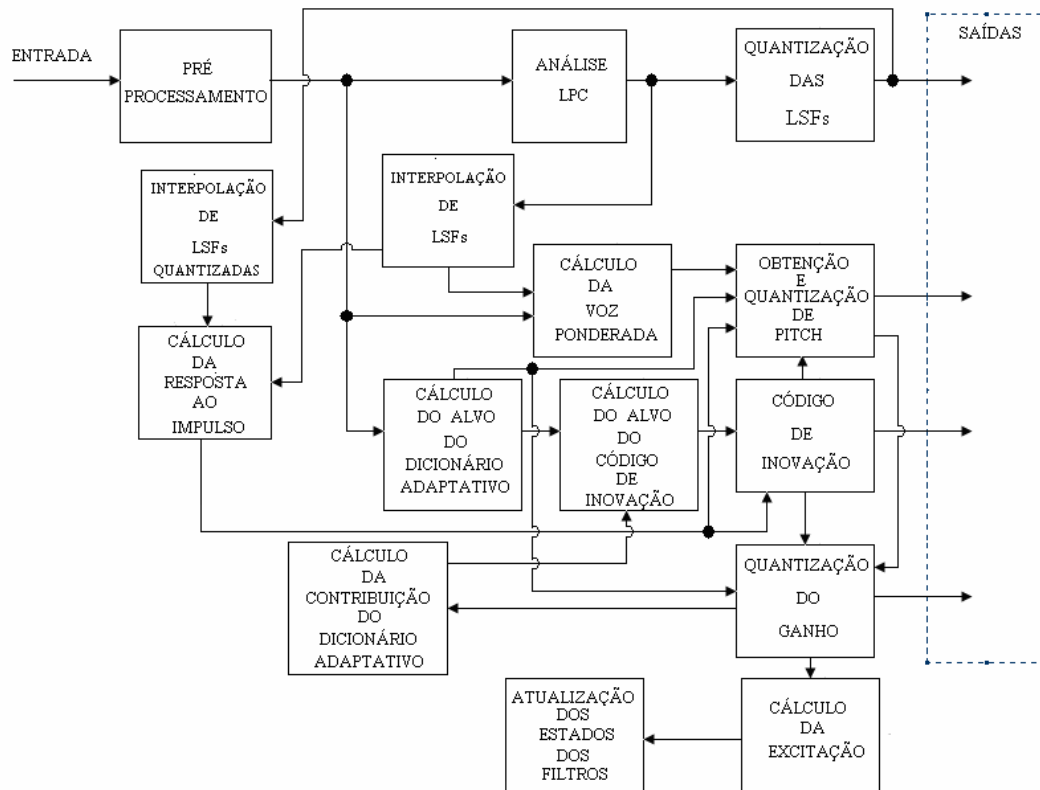 ENTRADA
PRÉ
PROCESSAMENTO
ANÁLISE
LPC
QUANTIZAÇÃO
DAS
LSFs
SAÍDAS
INTERPOLAÇÃO
DE
LSFs
QUANTIZADAS
INTERPOLAÇÃO
DE
LSFs
CÁLCULO
DA
VOZ
PONDERADA
OBTENÇÃO
E
QUANTIZAÇÃO
DE
PITCH
CÁLCULO
DA
RESPOSTA
AO
IMPULSO
CÁLCULO
DO ALVO
DO
DICIONÁRIO
ADAPTATIVO
CÁLCULO
DO ALVO
DO
CÓDIGO
DE
INOVAÇÃO
CÓDIGO
DE
INOVAÇÃO
CÁLCULO
DA
CONTRIBUIÇÃO
DO
DICIONÁRIO
ADAPTATIVO
QUANTIZAÇÃO
DO
GANHO
ATUALIZAÇÃO
DOS
ESTADOS
DOS
FILTROS
CÁLCULO
DA
EXCITAÇÃO